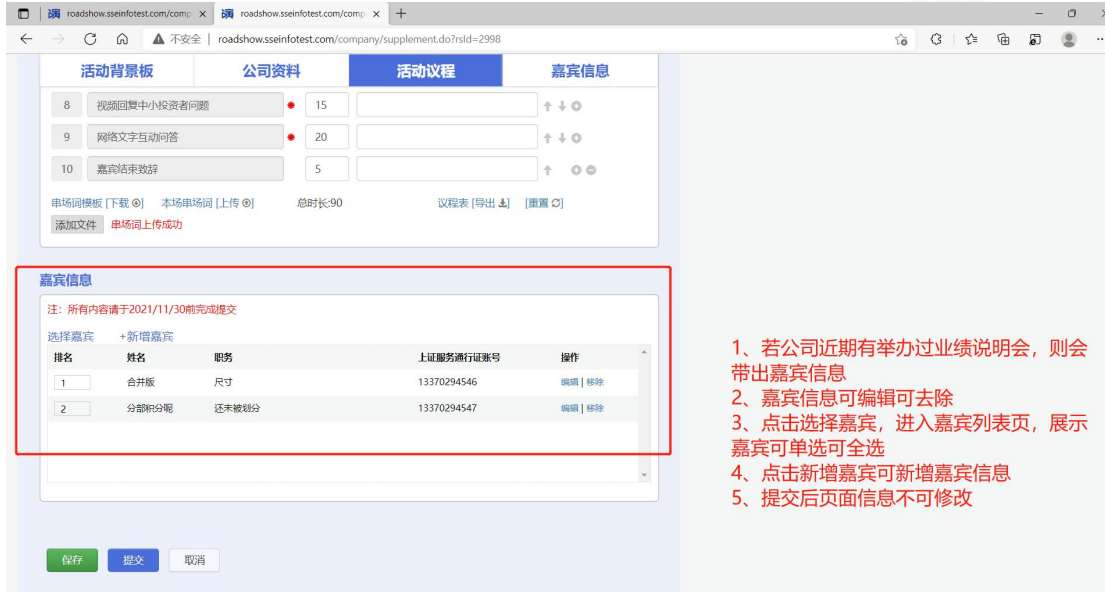 roadshow.sseinfotest.com/comp
roadshow.sseinfotest.com/comp
不安全 | roadshow.sseinfotest.com/company/supplement.do?rsId=2998
活动背景板 公司资料 活动议程 嘉宾信息
8 视频回复中小投资者问题 15
9 网络文字互动问答 20
10 嘉宾结束致辞 5
串场词模板 [下载] 本场串场词 [上传] 总时长:90 议程表 [导出] [重置]
添加文件 串场词上传成功
嘉宾信息
注：所有内容请于2021/11/30前完成提交
选择嘉宾 +新增嘉宾
排名 姓名 职务 上证服务通行证账号 操作
1 合并版 尺寸 13370294546 编辑 | 移除
2 分部积分呢 还未被划分 13370294547 编辑 | 移除
保存 提交 取消
1、若公司近期有举办过业绩说明会，则会
带出嘉宾信息
2、嘉宾信息可编辑可去除
3、点击选择嘉宾，进入嘉宾列表页，展示
嘉宾可单选可全选
4、点击新增嘉宾可新增嘉宾信息
5、提交后页面信息不可修改